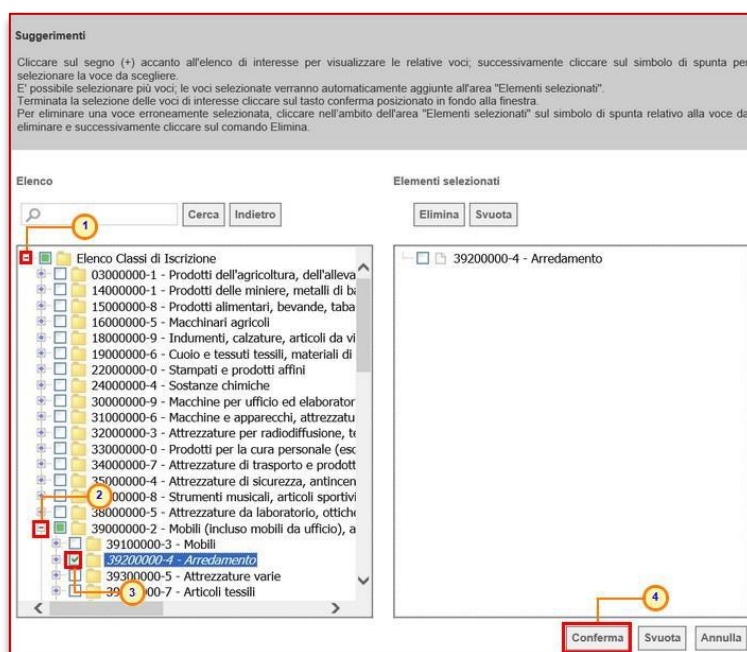 Suggerimenti
Cliccare sul segno (+) accanto all'elenco di interesse per visualizzare le relative voci; successivamente cliccare sul simbolo di spunta per
selezionare la voce da scegliere.
E' possibile selezionare più voci; le voci selezionate verranno automaticamente aggiunte all'area "Elementi selezionati".
Terminata la selezione delle voci di interesse cliccare sul tasto conferma posizionato in fondo alla finestra.
Per eliminare una voce erroneamente selezionata, cliccare nell'ambito dell'area "Elementi selezionati" sul simbolo di spunta relativo alla voce da
eliminare e successivamente cliccare sul comando Elimina.
Elenco
Cerca Indietro
1
Elenco Classi di Iscrizione
03000000-1 - Prodotti dell'agricoltura, dell'alleva
14000000-1 - Prodotti delle miniere, metalli di ba
15000000-8 - Prodotti alimentari, bevande, taba
16000000-5 - Macchinari agricoli
18000000-9 - Indumenti, calzature, articoli da vi
19000000-6 - Cuoio e tessuti tessili, materiali di
22000000-0 - Stampati e prodotti affini
24000000-4 - Sostanze chimiche
30000000-9 - Macchine per ufficio ed elaborator
31000000-6 - Macchine e apparecchi, attrezzatu
32000000-3 - Attrezzature per radiodiffusione, te
33000000-0 - Prodotti per la cura personale (esc
34000000-7 - Attrezzature di trasporto e prodott
35000000-4 - Attrezzature di sicurezza, antincen
2
000000-8 - Strumenti musicali, articoli sportivi
38000000-5 - Attrezzature da laboratorio, ottiche
39000000-2 - Mobili (incluso mobili da ufficio), a
39100000-3 - Mobili
39200000-4 - Arredamento
39300000-5 - Attrezzature varie
3
000-7 - Articoli tessili
Elementi selezionati
Elimina Svuota
39200000-4 - Arredamento
4
Conferma Svuota Annulla